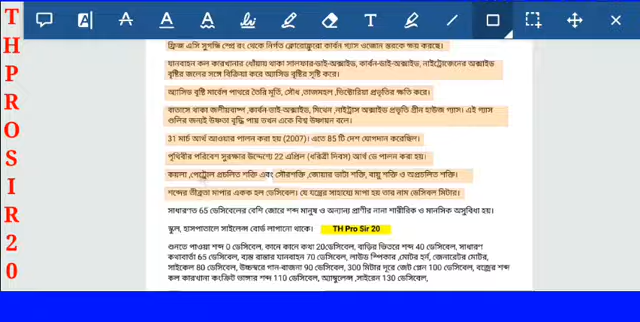 THPROSIR20
ফ্রিজ এসি সুগন্ধি স্প্রে রং থেকে নির্গত ক্লোরোফ্লুরো কার্বন গ্যাস ওজোন স্তরকে ক্ষয় করছে।
যানবাহন কল কারখানার ধোঁয়ায় থাকা সালফার-ডাই-অক্সাইড, কার্বন-ডাই-অক্সাইড, নাইট্রোজেনের অক্সাইড
বৃষ্টির জলের সঙ্গে বিক্রিয়া করে অ্যাসিড বৃষ্টির সৃষ্টি করে।
অ্যাসিড বৃষ্টি মার্বেল পাথরে তৈরি মূর্তি, সৌধ ,তাজমহল ,ভিক্টোরিয়া প্রভৃতির ক্ষতি করে।
বাতাসে থাকা জলীয়বাষ্প ,কার্বন-ডাই-অক্সাইড, মিথেন ,নাইট্রাস অক্সাইড প্রভৃতি গ্রীন হাউজ গ্যাস। এই গ্যাস
গুলির জন্যই উষ্ণতা বৃদ্ধি পায় তখন একে বিশ্ব উষ্ণায়ন বলে।
31 মার্চ আর্থ আওয়ার পালন করা হয় (2007)। এতে 85 টি দেশ যোগদান করেছিল।
পৃথিবীর পরিবেশ সুরক্ষার উদ্দেশ্যে 22 এপ্রিল (ধরিত্রী দিবস) আর্থ ডে পালন করা হয়।
কয়লা ,পেট্রোল প্রচলিত শক্তি এবং সৌরশক্তি ,জোয়ার ভাটা শক্তি, বায়ু শক্তি ও অপ্রচলিত শক্তি।
শব্দের তীব্রতা মাপার একক হল ডেসিবেল। যে যন্ত্রের সাহায্যে মাপা হয় তার নাম ডেসিবল মিটার।
সাধারণত 65 ডেসিবেলের বেশি জোরে শব্দ মানুষ ও অন্যান্য প্রাণীর নানা শারীরিক ও মানসিক অসুবিধা হয়।
স্কুল, হাসপাতালে সাইলেন্স বোর্ড লাগানো থাকে। TH Pro Sir 20
শুনতে পাওয়া শব্দ 0 ডেসিবেল, কানে কানে কথা 20ডেসিবেল, বাড়ির ভিতরে শব্দ 40 ডেসিবেল, সাধারণ
কথাবার্তা 65 ডেসিবেল, ব্যস্ত রাস্তার যানবাহন 70 ডেসিবেল, লাউড স্পিকার ,মোটর হর্ন, জেনারেটর মোটর,
সাইকেল 80 ডেসিবেল, উচ্চস্বরে গান-বাজনা 90 ডেসিবেল, 300 মিটার দূরে জেট প্লেন 100 ডেসিবেল, বজ্রের শব্দ
কল কারখানা কংক্রিট ভাঙ্গার শব্দ 110 ডেসিবেল, অ্যাম্বুলেন্স ,সাইরেন 130 ডেসিবেল,